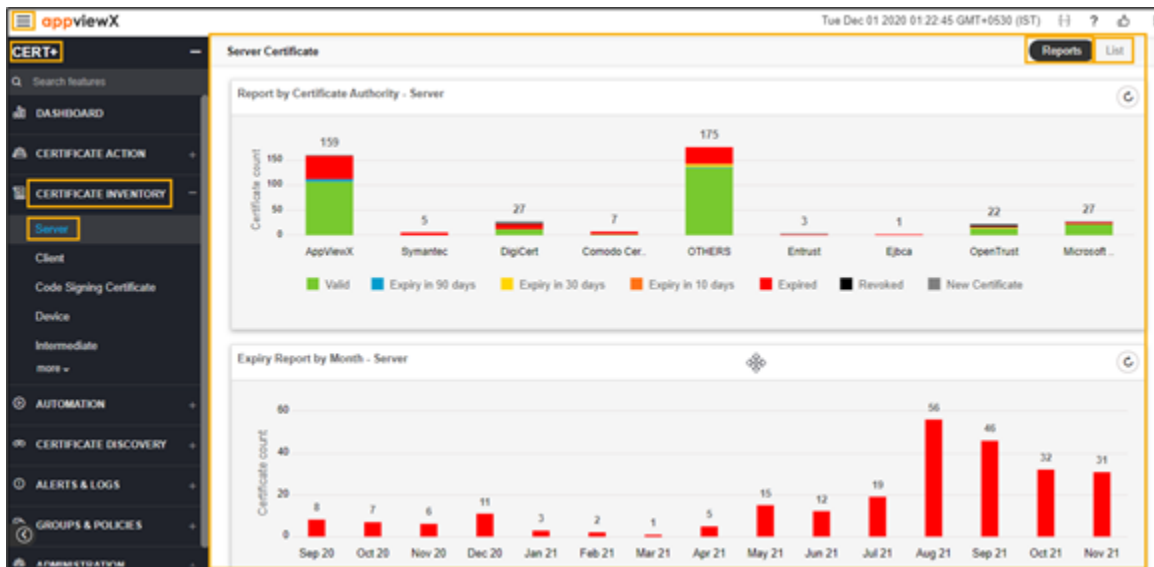 appviewX
Tue Dec 01 2020 01:22:45 GMT+0530 (IST)
?
CERT+
Search features
DASHBOARD
CERTIFICATE ACTION +
CERTIFICATE INVENTORY -
Server
Client
Code Signing Certificate
Device
Intermediate
more
AUTOMATION +
CERTIFICATE DISCOVERY +
ALERTS & LOGS +
GROUPS & POLICIES +
ADMINISTRATION
Server Certificate
Reports List
Report by Certificate Authority - Server
Certificate count
150
100
50
0
159 5 27 7 175 3 1 22 27
AppViewX Symantec DigiCert Comodo Cer.. OTHERS Entrust Ejbca OpenTrust Microsoft ..
Valid Expiry in 90 days Expiry in 30 days Expiry in 10 days Expired Revoked New Certificate
Expiry Report by Month - Server
Certificate count
60
40
20
0
8 7 6 11 3 2 1 5 15 12 19 56 46 32 31
Sep 20 Oct 20 Nov 20 Dec 20 Jan 21 Feb 21 Mar 21 Apr 21 May 21 Jun 21 Jul 21 Aug 21 Sep 21 Oct 21 Nov 21